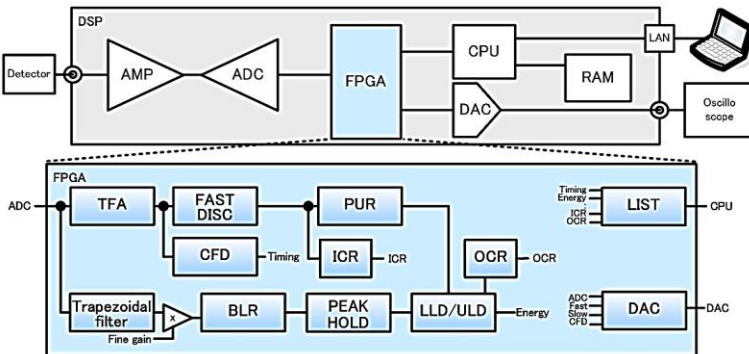 DSP
LAN
Detector
AMP
ADC
FPGA
CPU
RAM
DAC
Oscillo
scope
FPGA
ADC
TFA
FAST
DISC
PUR
CFD
Timing
ICR
ICR
OCR
OCR
Trapezoidal
filter
x
Fine gain
BLR
PEAK
HOLD
LLD/ULD
Energy
Timing
Energy
:
ICR
OCR
LIST
CPU
ADC
Fast
Slow
CFD
DAC
DAC